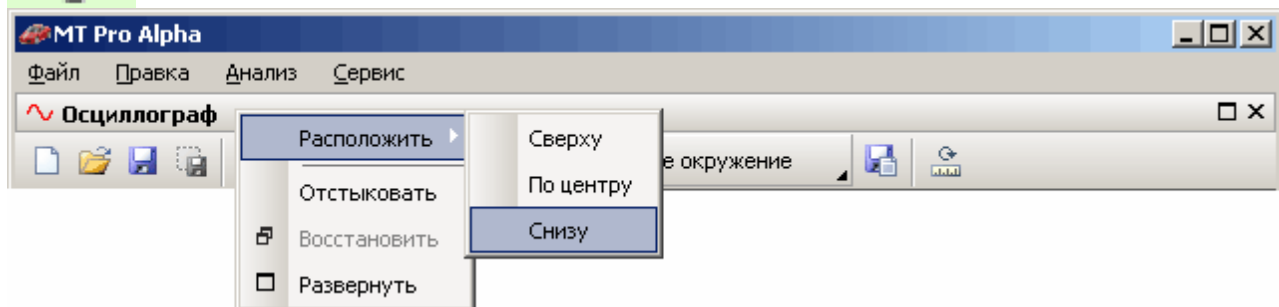 MT Pro Alpha
Файл Правка Анализ Сервис
Осциллограф
Расположить
Сверху
е окружение
По центру
Отстыковать
Снизу
Восстановить
Развернуть